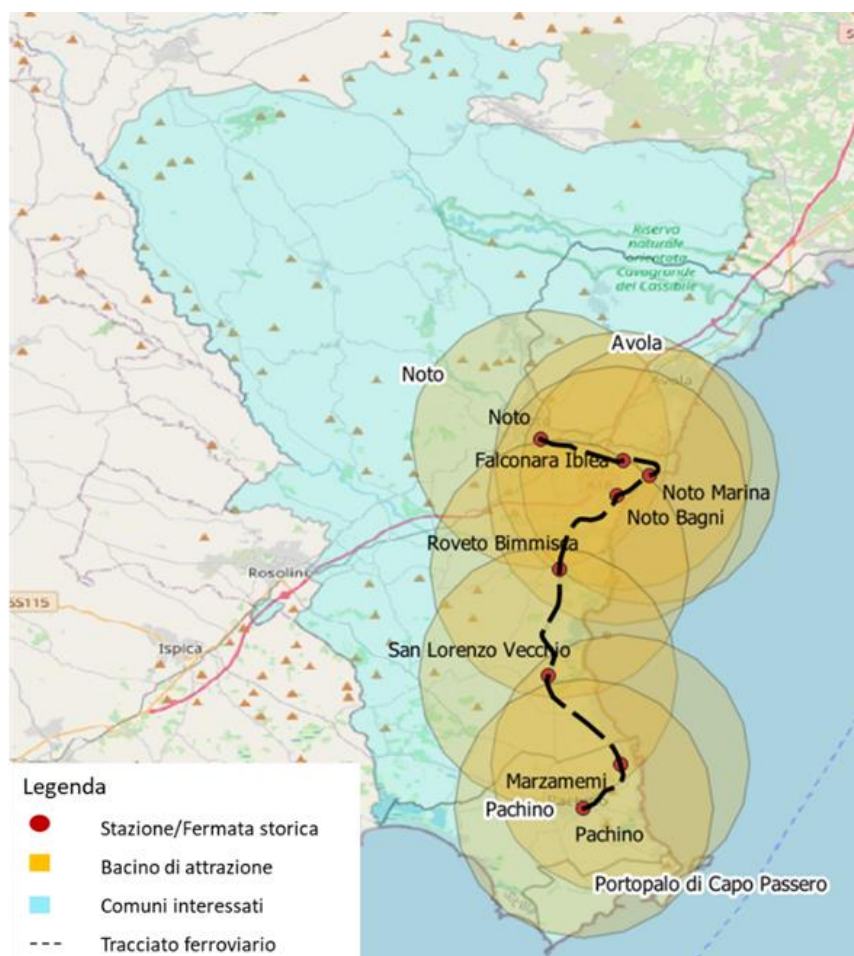 Riserva
naturale
orientata
Cavagrande
del Cassibile
Avola
Avola
Noto
Noto
Falconara Iblea
Noto Marina
Noto Bagni
Roveto Bimmisca
Rosolini
SS115
Ispica
San Lorenzo Vecchio
Marzamemi
Pachino
Pachino
Portopalo di Capo Passero
Legenda
Stazione/Fermata storica
Bacino di attrazione
Comuni interessati
Tracciato ferroviario